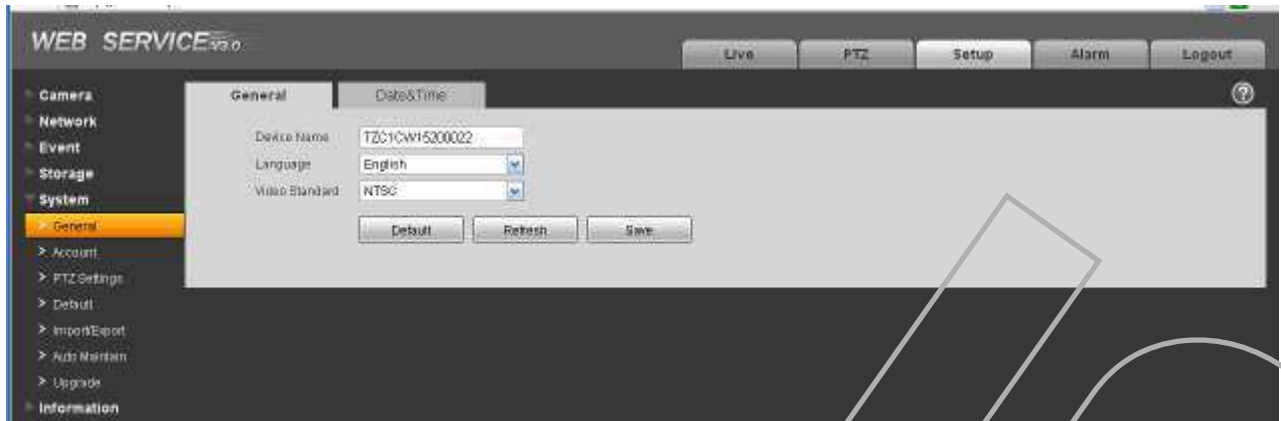 WEB SERVICE V3.0
Live PTZ Setup Alarm Logout
Camera
Network
Event
Storage
System
> General
> Account
> PTZ Settings
> Default
> Import/Export
> Auto Maintain
> Upgrade
Information
General Date&Time
?
Device Name TZC1CW15200022
Language English
Video Standard NTSC
Default Refresh Save